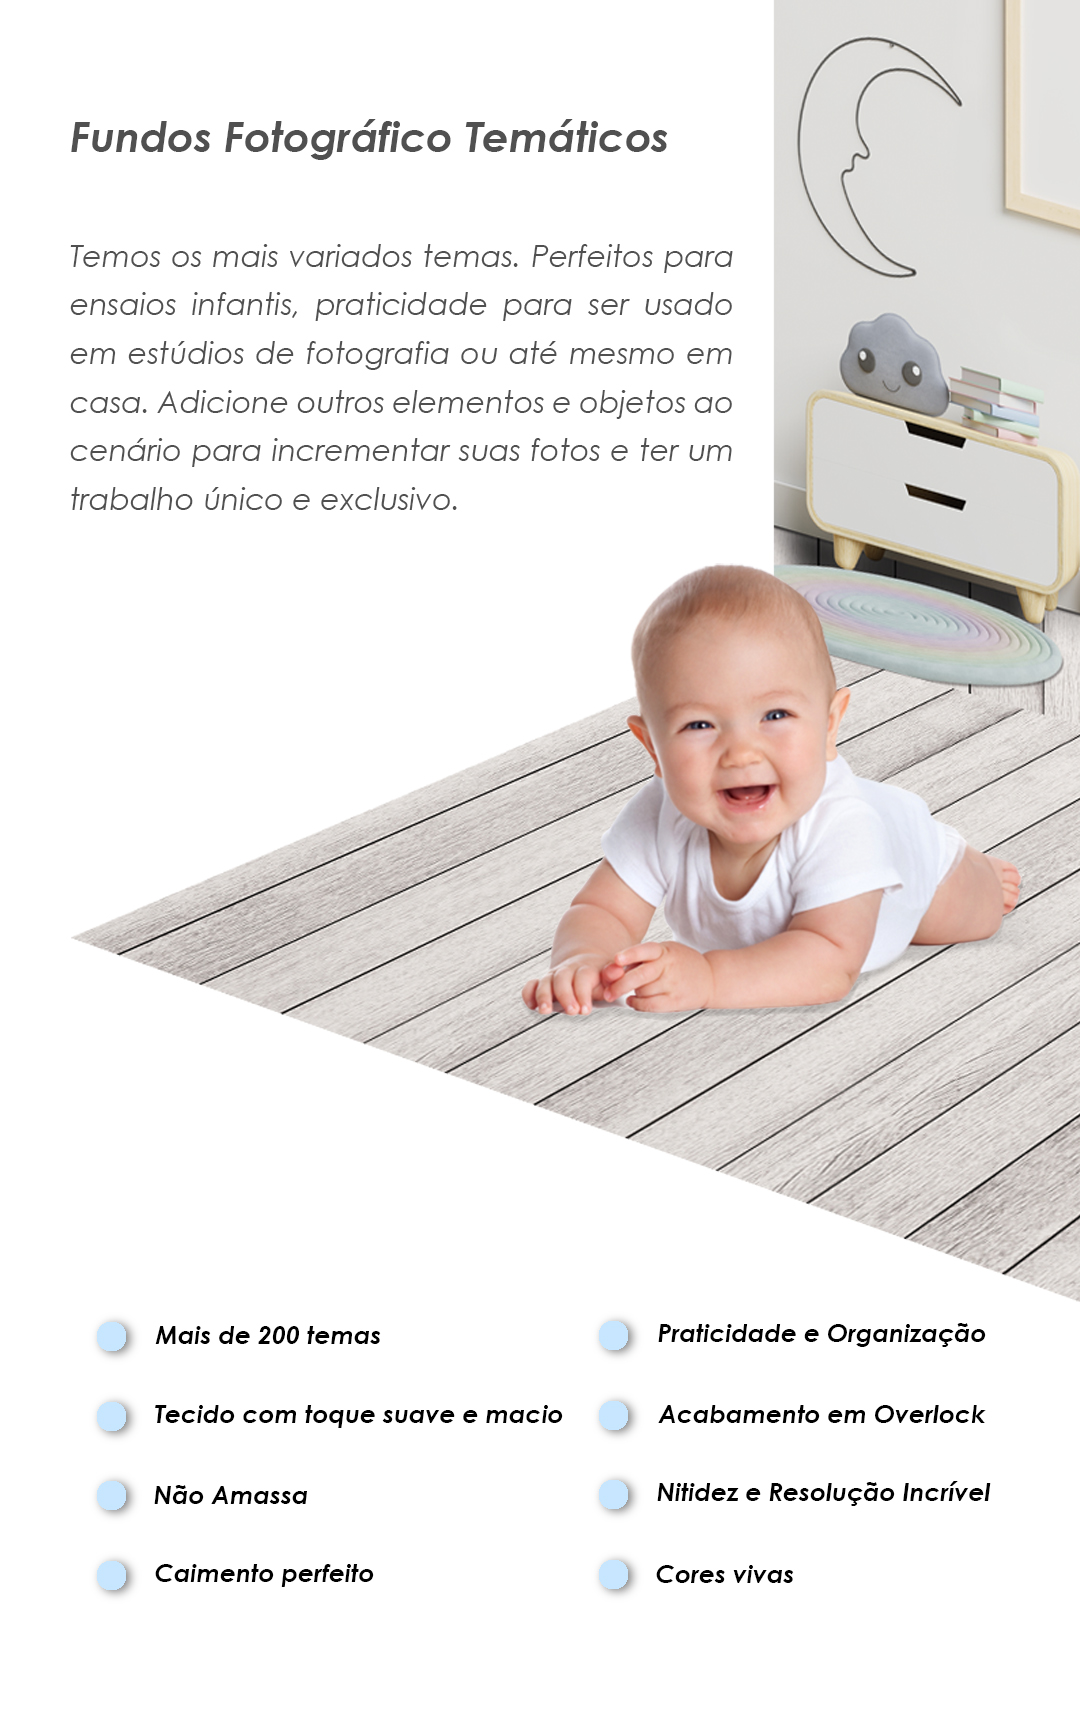 Fundos Fotográfico Temáticos
Temos os mais variados temas. Perfeitos para
ensaios infantis, praticidade para ser usado
em estúdios de fotografia ou até mesmo em
casa. Adicione outros elementos e objetos ao
cenário para incrementar suas fotos e ter um
trabalho único e exclusivo.
Mais de 200 temas
Tecido com toque suave e macio
Não Amassa
Caimento perfeito
Praticidade e Organização
Acabamento em Overlock
Nitidez e Resolução Incrível
Cores vivas